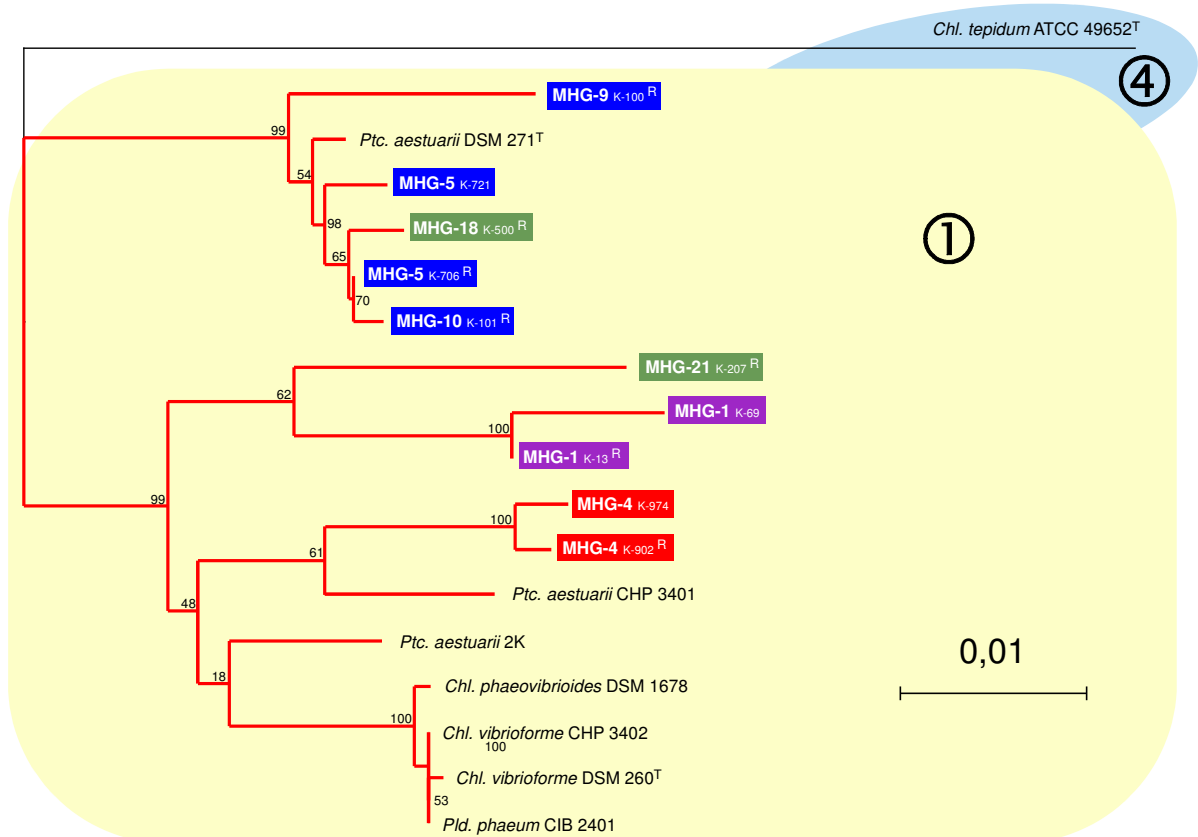 Chl. tepidum ATCC 49652T
④
MHG-9 K-100 R
99
Ptc. aestuarii DSM 271T
①
54
MHG-5 K-721
98
MHG-18 K-500 R
65
MHG-5 K-706 R
70
MHG-10 K-101 R
MHG-21 K-207 R
62
MHG-1 K-69
100
MHG-1 K-13 R
99
MHG-4 K-974
100
MHG-4 K-902 R
61
Ptc. aestuarii CHP 3401
48
Ptc. aestuarii 2K
0,01
18
Chl. phaeovibrioides DSM 1678
100
Chl. vibrioforme CHP 3402
100
Chl. vibrioforme DSM 260T
53
Pld. phaeum CIB 2401